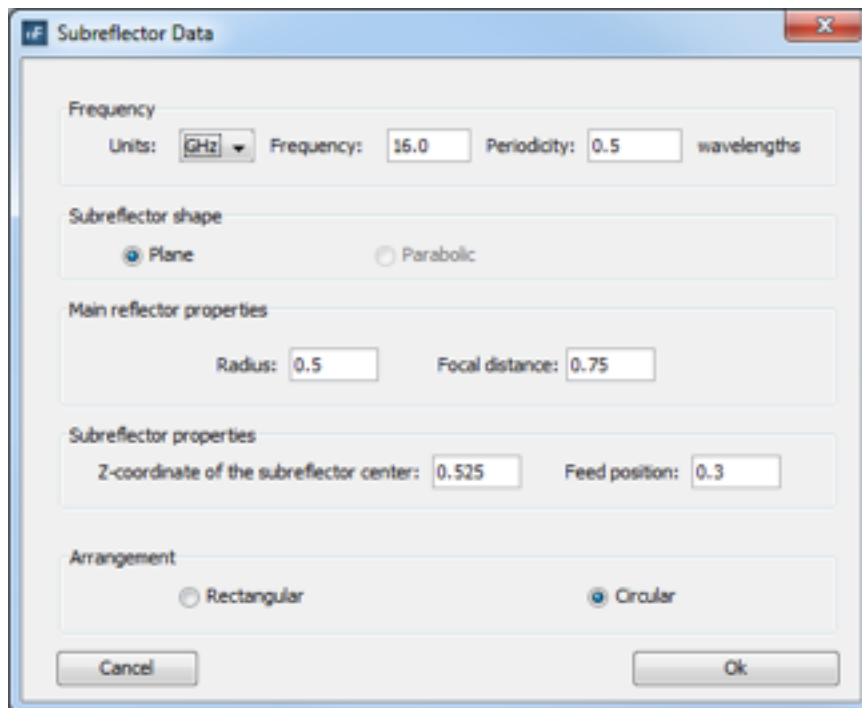 Subreflector Data
Frequency
Units: GHz Frequency: 16.0 Periodicity: 0.5 wavelengths
Subreflector shape
Plane Parabolic
Main reflector properties
Radius: 0.5 Focal distance: 0.75
Subreflector properties
Z-coordinate of the subreflector center: 0.525 Feed position: 0.3
Arrangement
Rectangular Circular
Cancel Ok